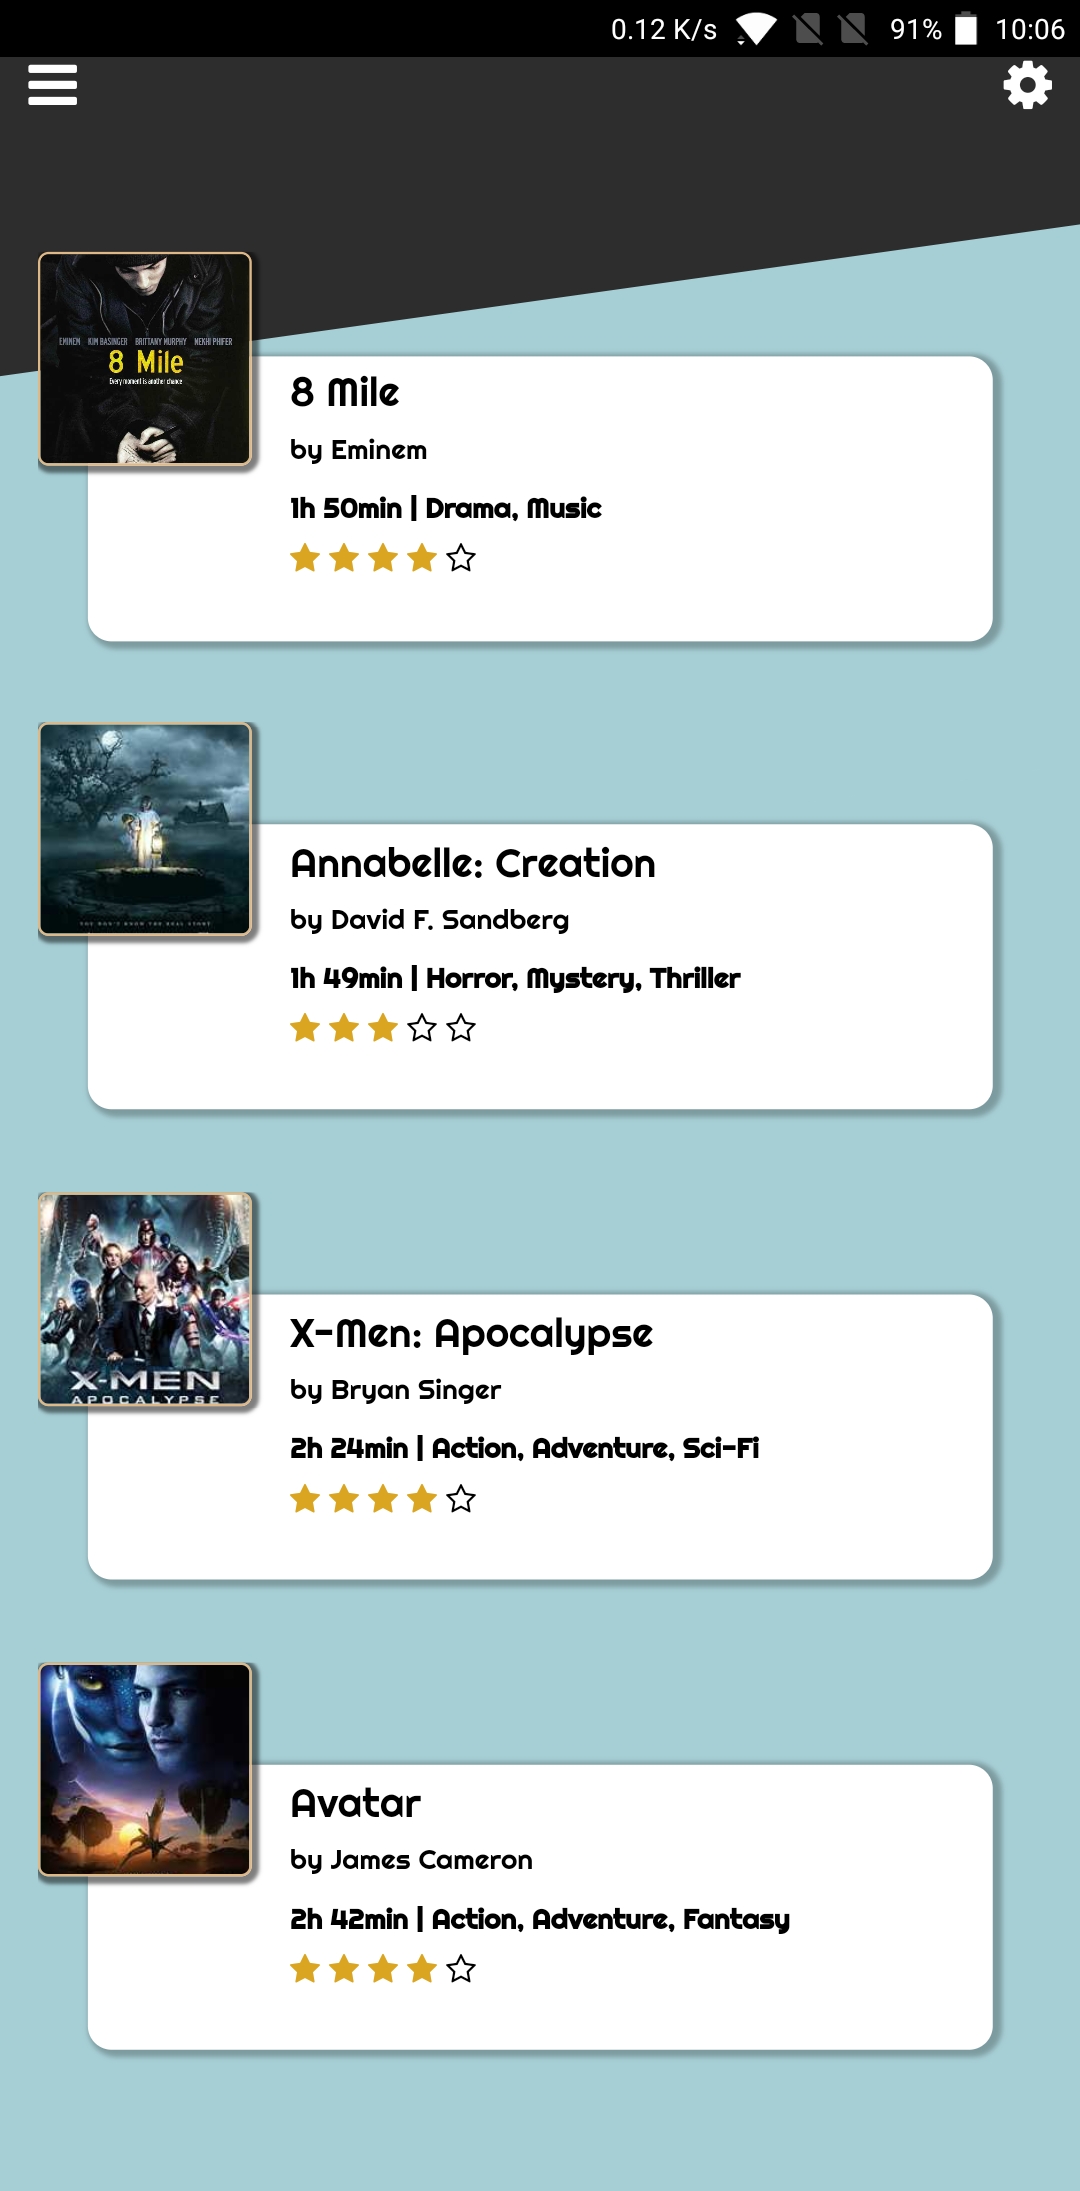 0.12 K/s 91% 10:06
EMINEM KIM BASINGER BRITTANY MURPHY MEKHI PHIFER
8 Mile
Every moment is another chance
8 Mile
by Eminem
1h 50min | Drama, Music
Annabelle: Creation
by David F. Sandberg
1h 49min | Horror, Mystery, Thriller
X-MEN
APOCALYPSE
X-Men: Apocalypse
by Bryan Singer
2h 24min | Action, Adventure, Sci-Fi
Avatar
by James Cameron
2h 42min | Action, Adventure, Fantasy